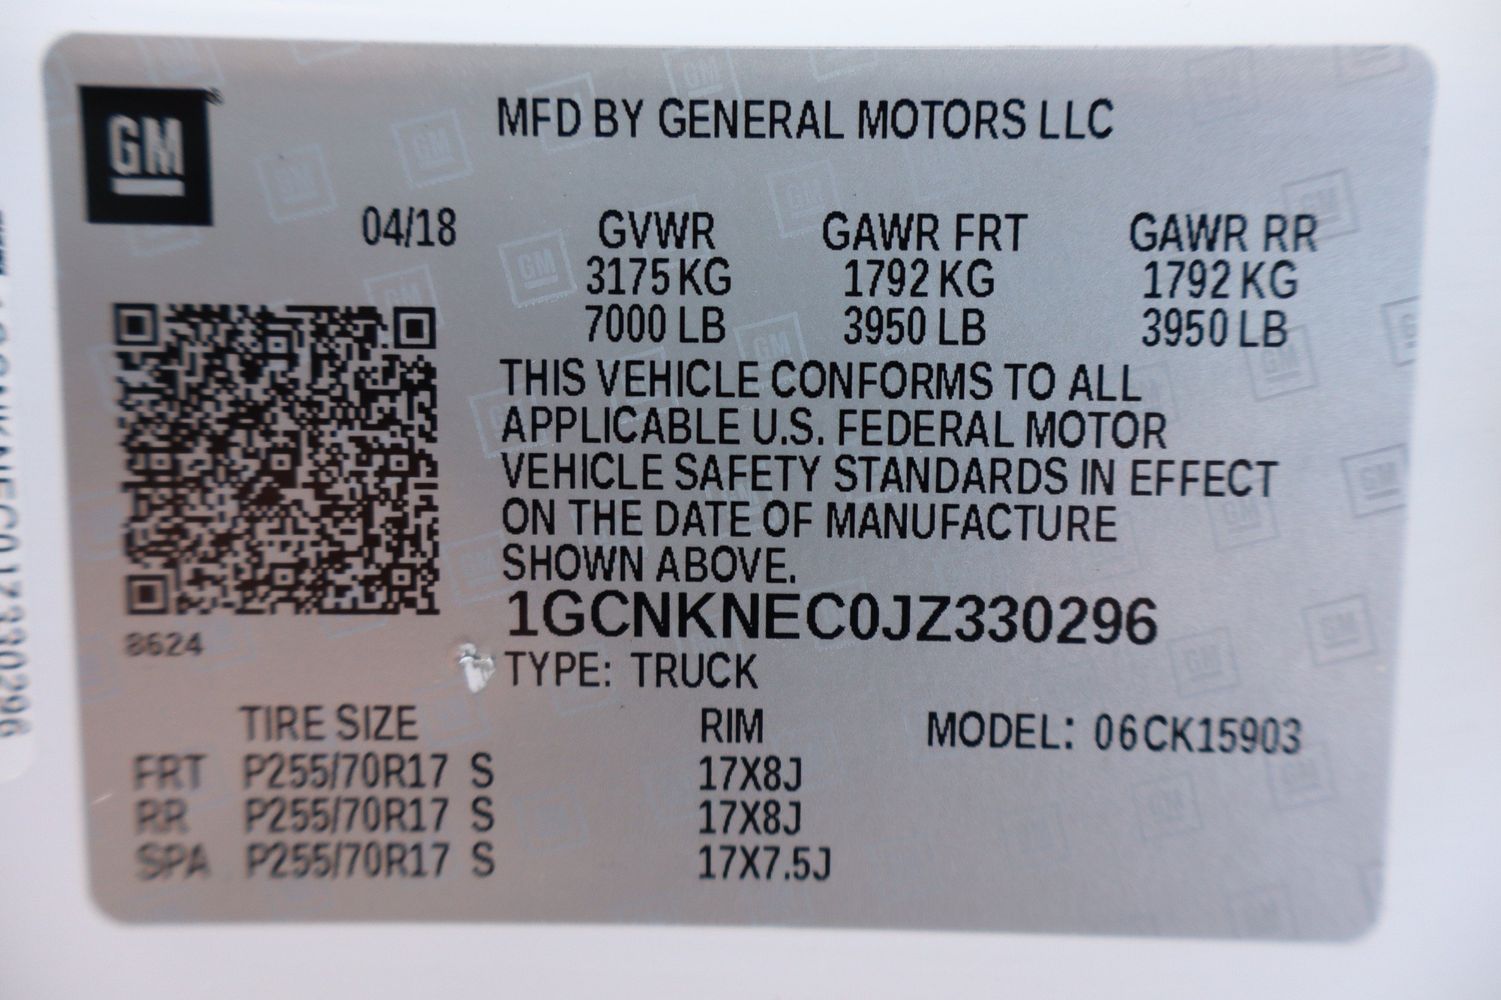 GM
MFD BY GENERAL MOTORS LLC
04/18 GVWR GAWR FRT GAWR RR
3175 KG 1792 KG 1792 KG
7000 LB 3950 LB 3950 LB
THIS VEHICLE CONFORMS TO ALL
APPLICABLE U.S. FEDERAL MOTOR
VEHICLE SAFETY STANDARDS IN EFFECT
ON THE DATE OF MANUFACTURE
SHOWN ABOVE.
1GCNKNEC0JZ330296
8624
TYPE: TRUCK
TIRE SIZE RIM MODEL: 06CK15903
FRT P255/70R17 S 17X8J
RR P255/70R17 S 17X8J
SPA P255/70R17 S 17X7.5J